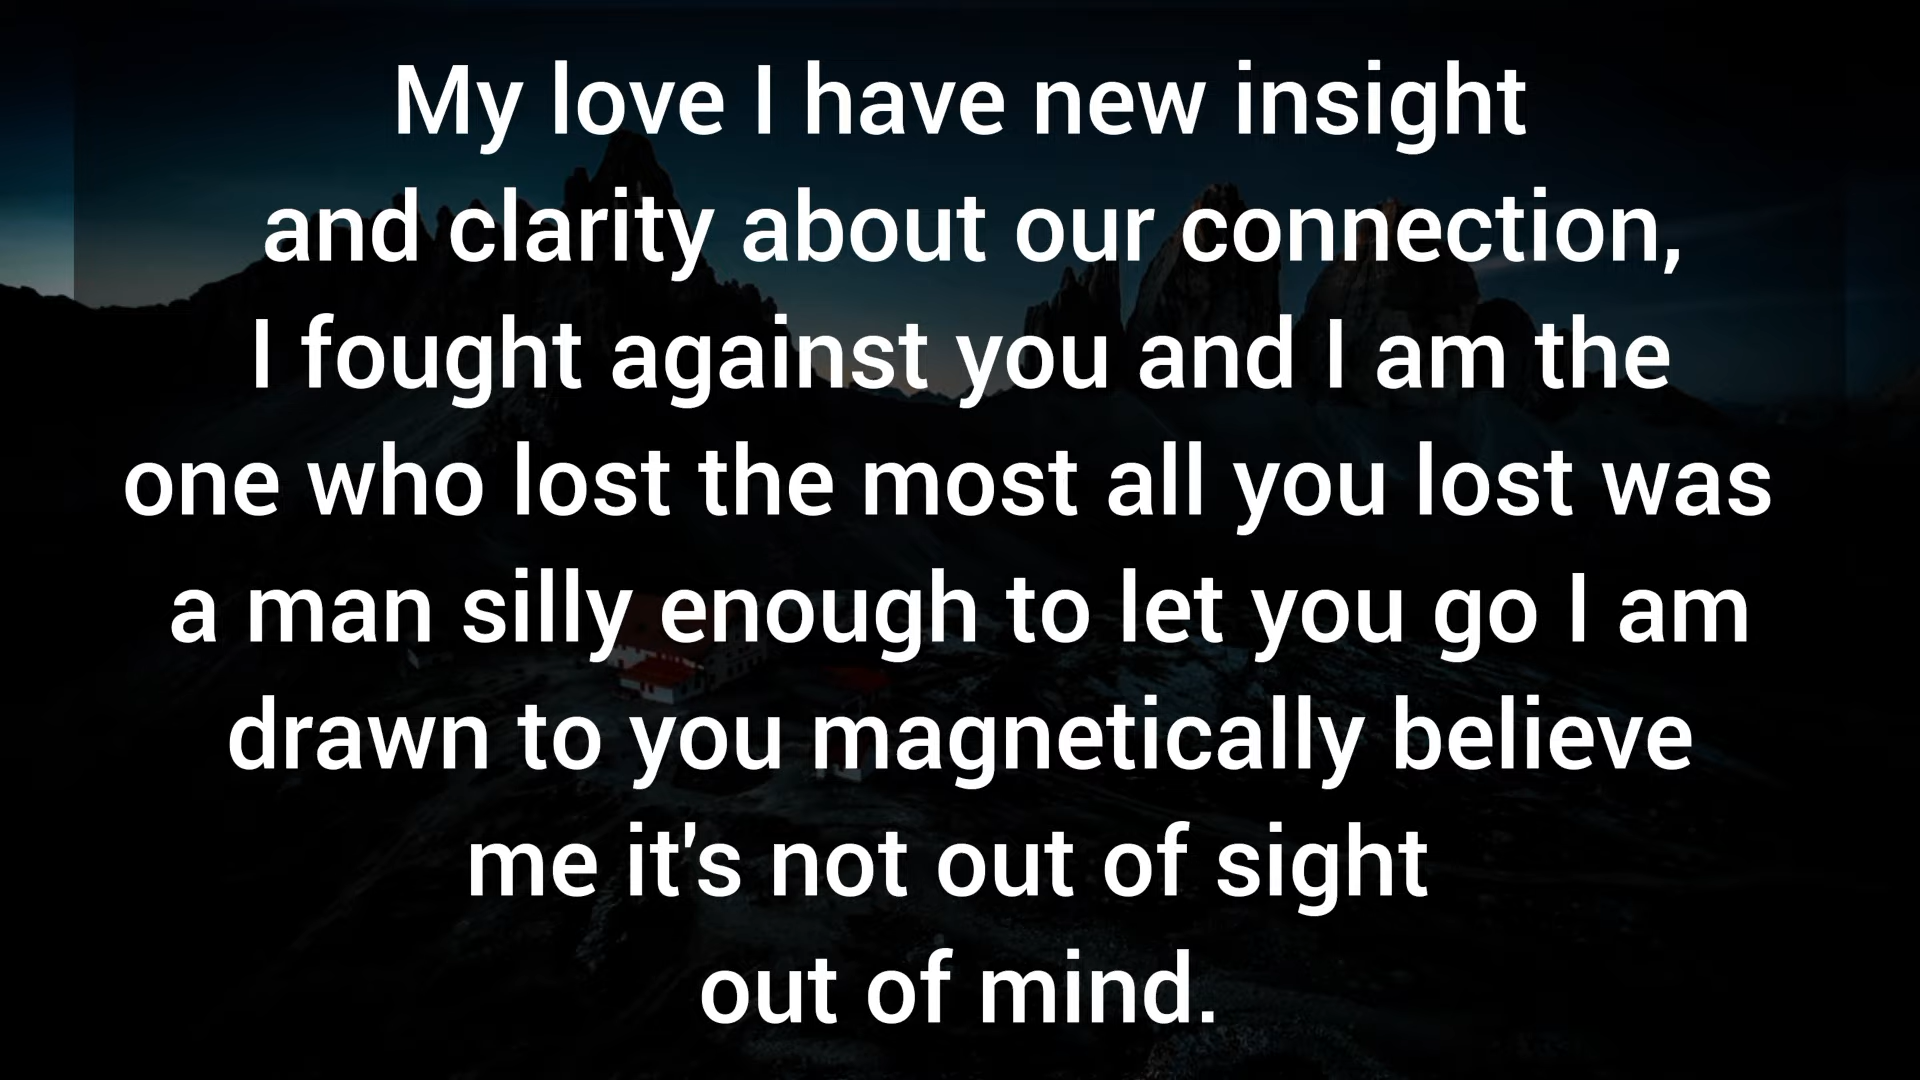 My love I have new insight
and clarity about our connection,
I fought against you and I am the
one who lost the most all you lost was
a man silly enough to let you go I am
drawn to you magnetically believe
me it's not out of sight
out of mind.